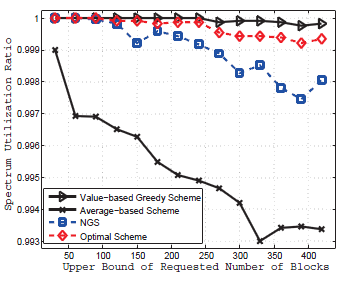 1
0.999
0.998
0.997
0.996
0.995
0.994
0.993
Spectrum Utilization Ratio
Value-based Greedy Scheme
Average-based Scheme
NGS
Optimal Scheme
50 100 150 200 250 300 350 400
Upper Bound of Requested Number of Blocks